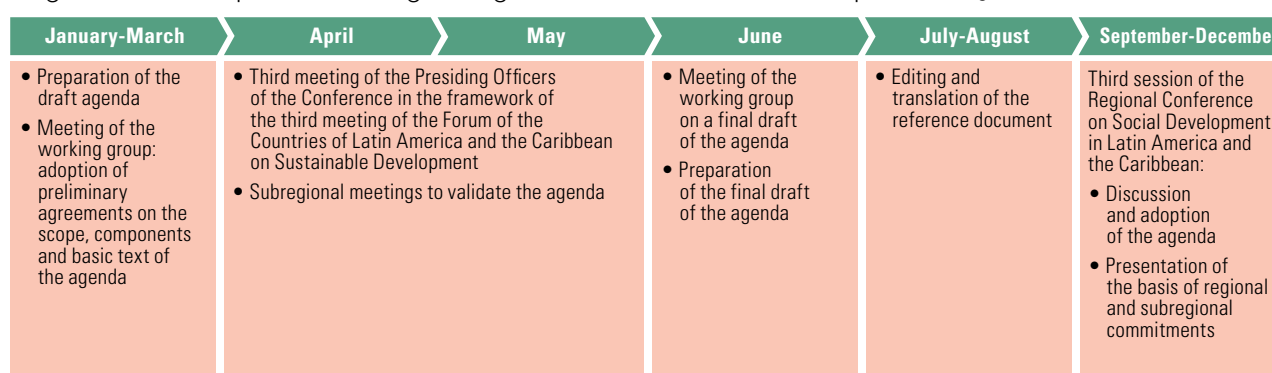 January-March
April
May
June
July-August
September-Decembe
• Preparation of the
draft agenda
• Meeting of the
working group:
adoption of
preliminary
agreements on the
scope, components
and basic text of
the agenda
• Third meeting of the Presiding Officers
of the Conference in the framework of
the third meeting of the Forum of the
Countries of Latin America and the Caribbean
on Sustainable Development
• Subregional meetings to validate the agenda
• Meeting of the
working group
on a final draft
of the agenda
• Preparation
of the final draft
of the agenda
• Editing and
translation of the
reference document
Third session of the
Regional Conference
on Social Development
in Latin America and
the Caribbean:
• Discussion
and adoption
of the agenda
• Presentation of
the basis of regional
and subregional
commitments